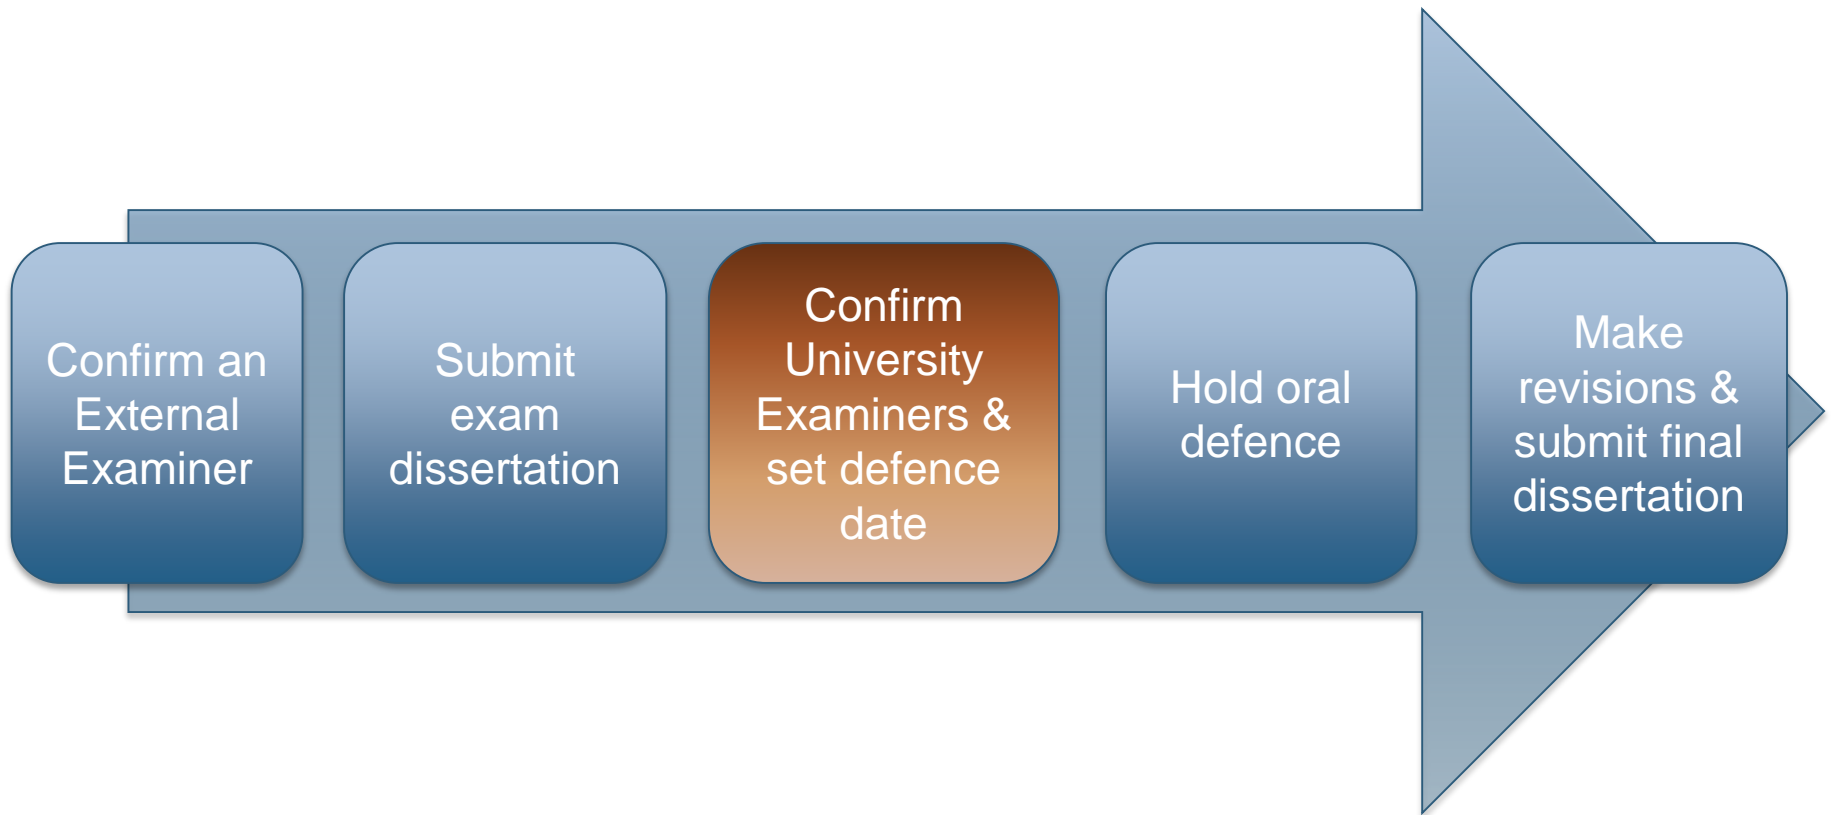 Confirm an
External
Examiner
Submit
exam
dissertation
Confirm
University
Examiners &
set defence
date
Hold oral
defence
Make
revisions &
submit final
dissertation